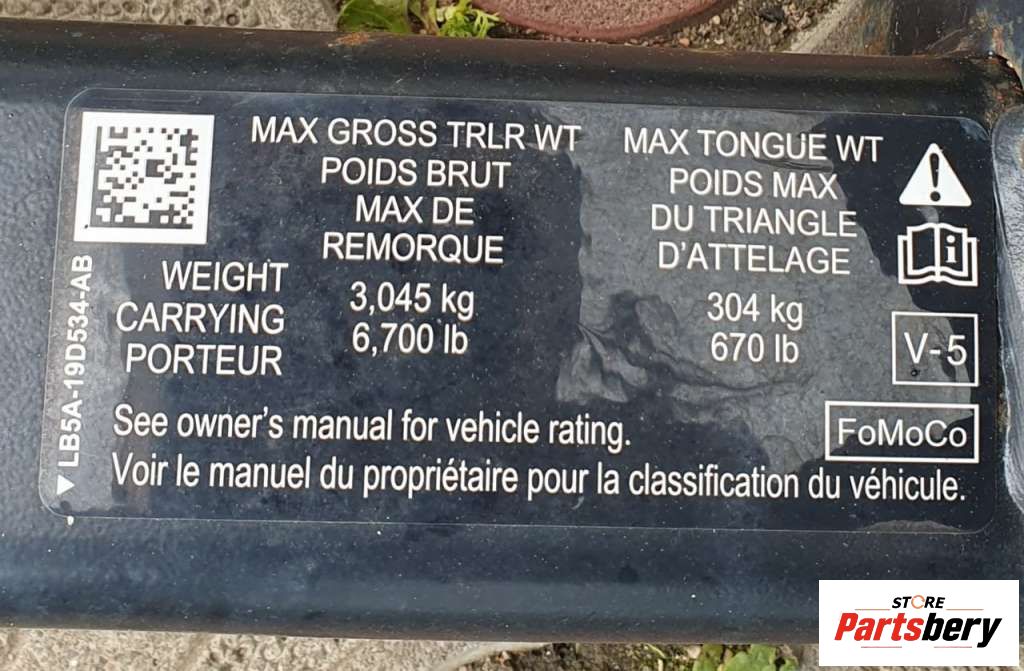 MAX GROSS TRLR WT
POIDS BRUT
MAX DE
REMORQUE
MAX TONGUE WT
POIDS MAX
DU TRIANGLE
D'ATTELAGE
WEIGHT
CARRYING
PORTEUR
3,045 kg
6,700 lb
304 kg
670 lb
V-5
LB5A-19D534-AB
See owner's manual for vehicle rating.
FoMoCo
Voir le manuel du propriétaire pour la classification du véhicule.
STORE
Partsbery